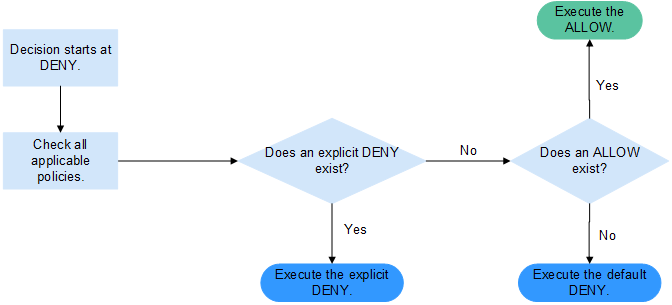 Execute the
ALLOW.
Decision starts at
DENY.
Yes
Check all
applicable
policies.
Does an explicit DENY
exist?
No
Does an ALLOW
exist?
Yes
No
Execute the explicit
DENY.
Execute the default
DENY.